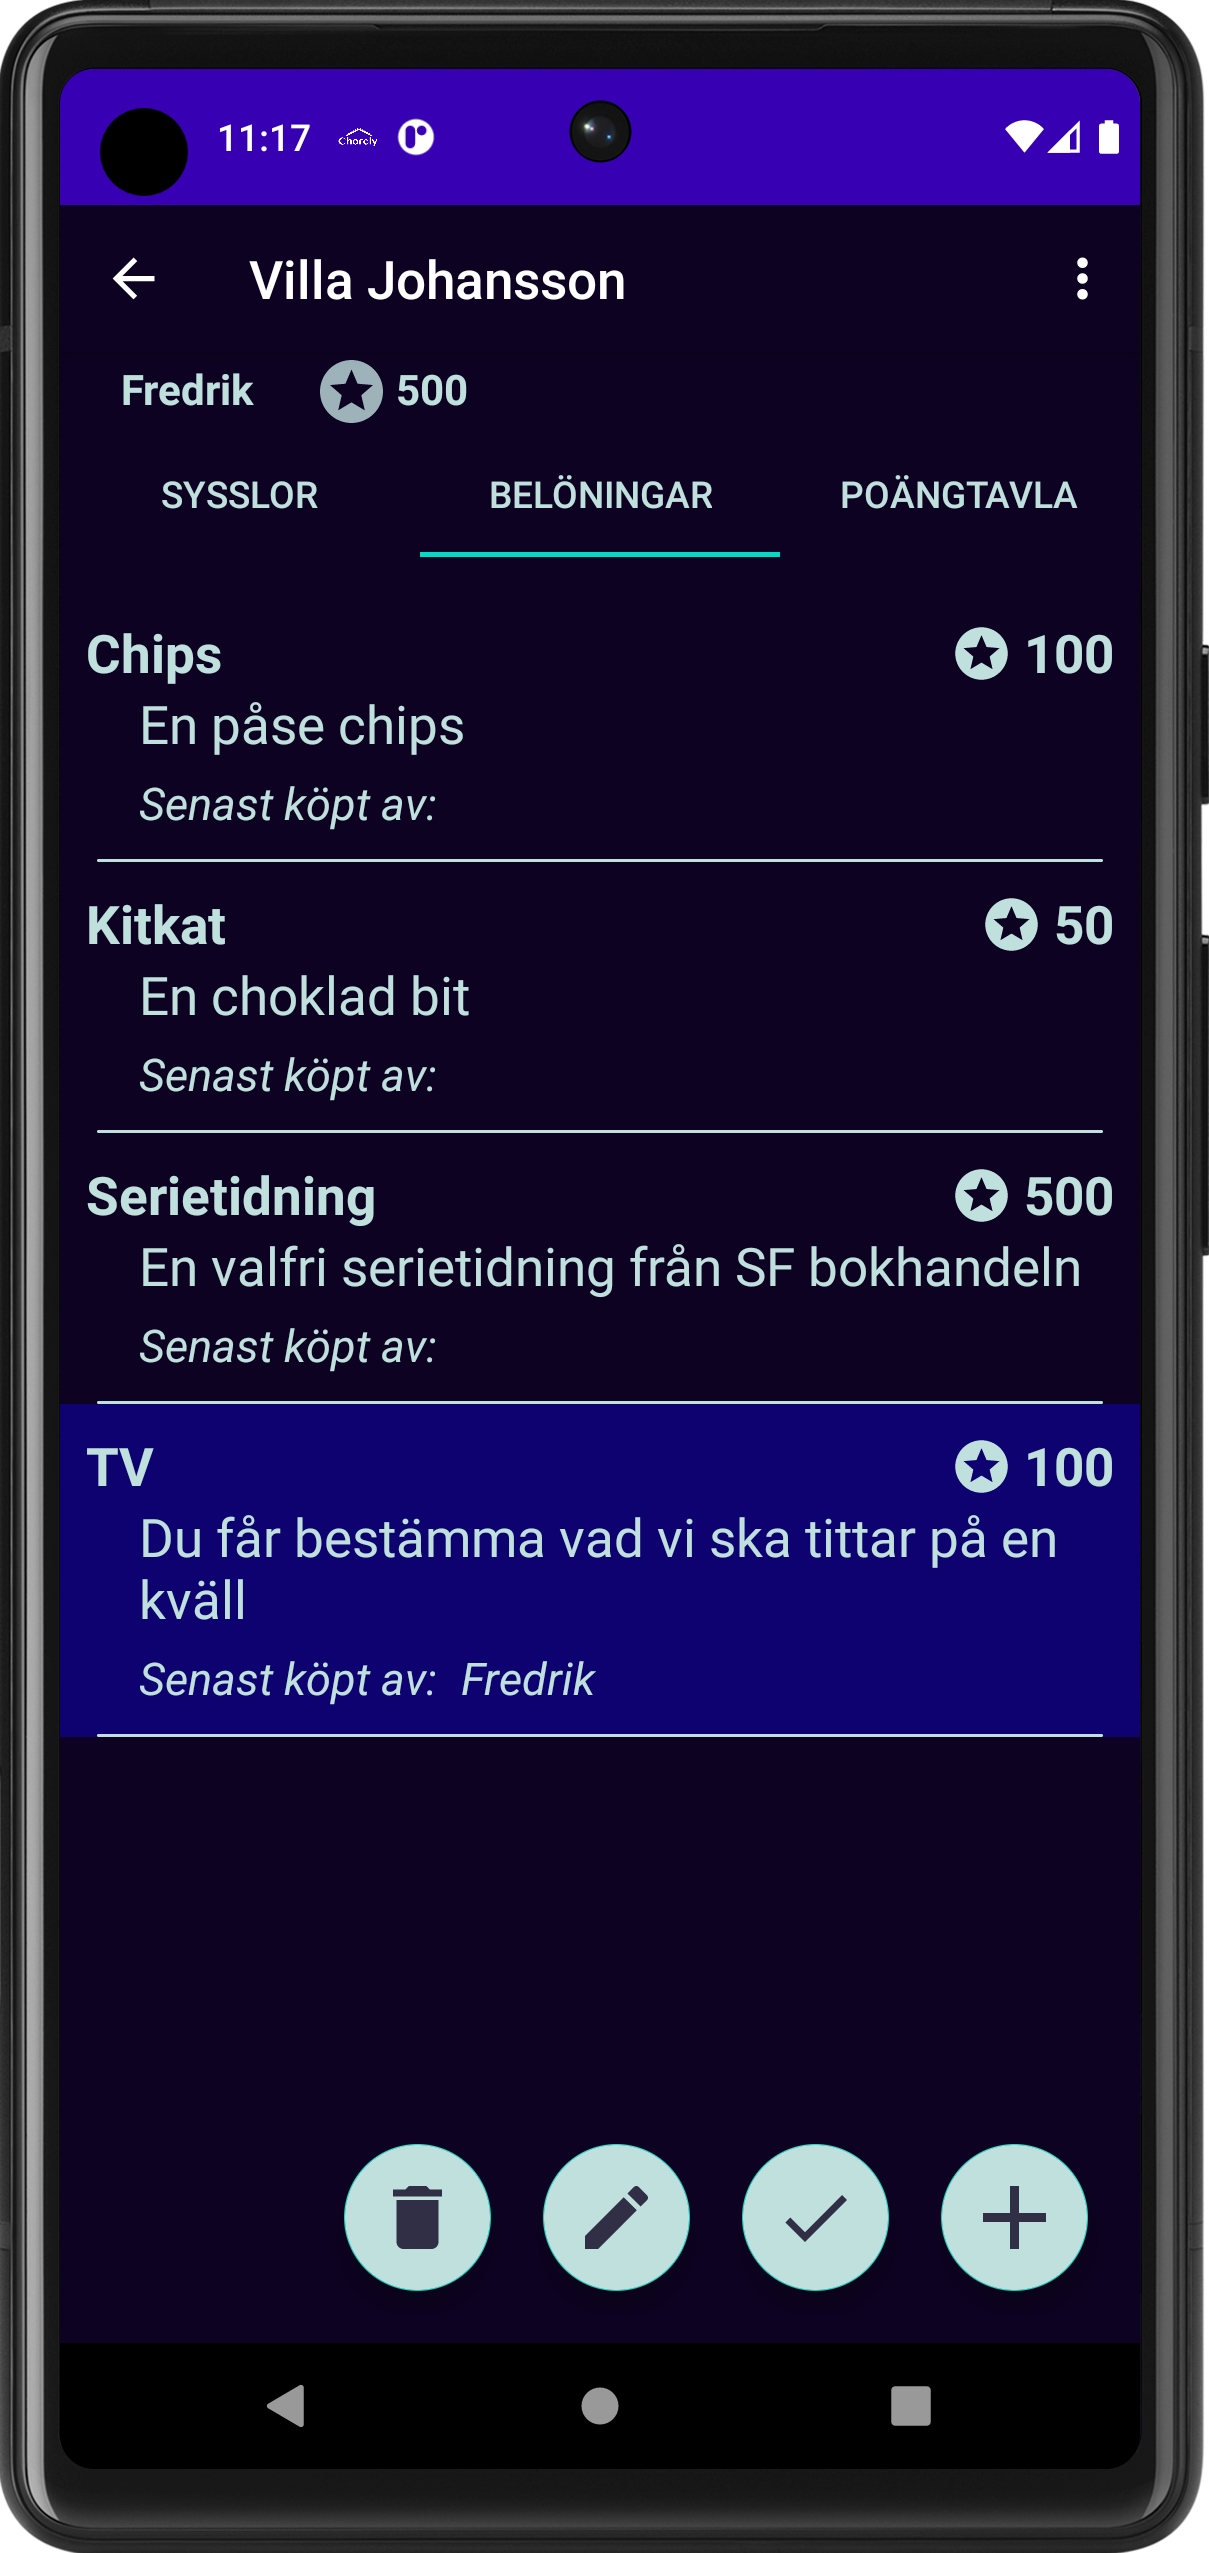 11:17 Chorely
Villa Johansson
Fredrik 500
SYSSLOR BELÖNINGAR POÄNGTAVLA
Chips 100
En påse chips
Senast köpt av:
Kitkat 50
En choklad bit
Senast köpt av:
Serietidning 500
En valfri serietidning från SF bokhandeln
Senast köpt av:
TV 100
Du får bestämma vad vi ska tittar på en
kväll
Senast köpt av: Fredrik